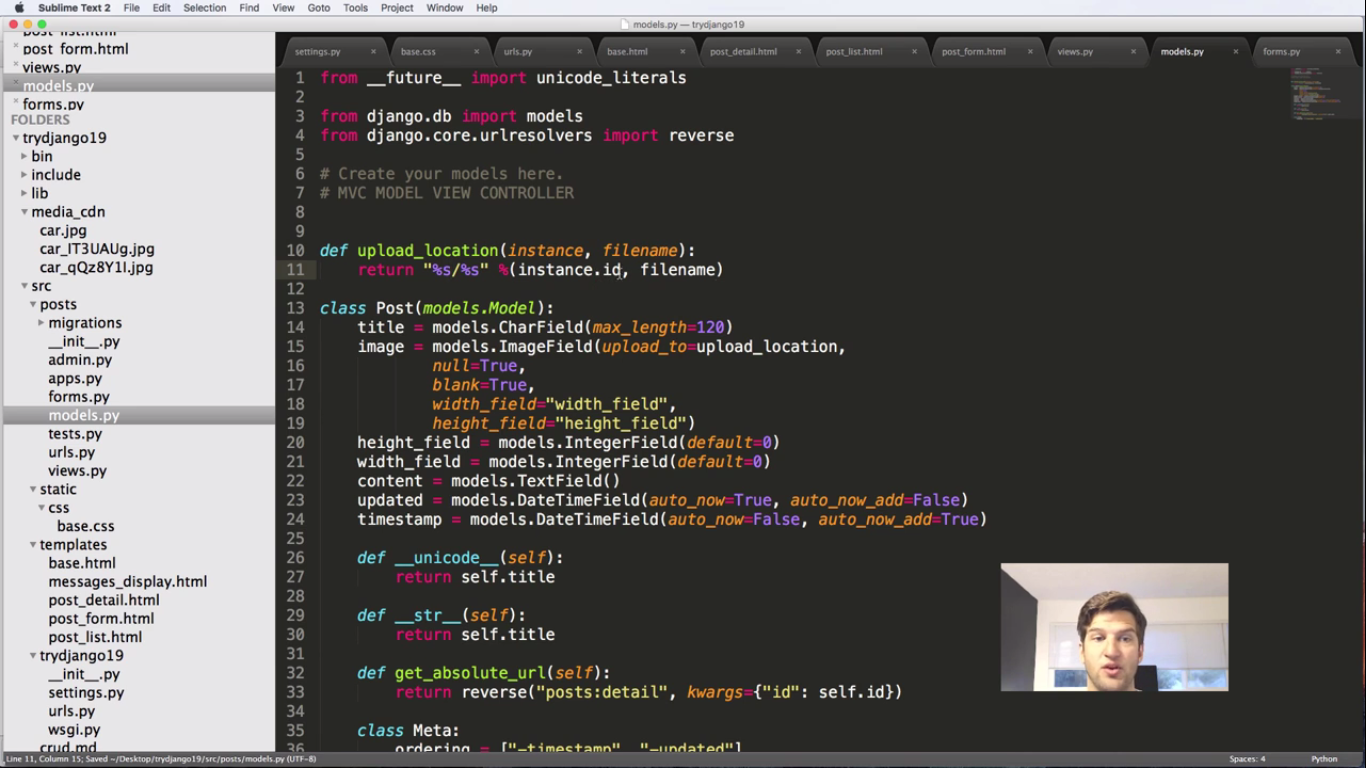 Sublime Text 2 File Edit Selection Find View Goto Tools Project Window Help
models.py — trydjango19
settings.py × base.css × urls.py × base.html × post_detail.html × post_list.html × post_form.html × views.py × models.py × forms.py ×
post_list.html
post_form.html
views.py
models.py
forms.py
FOLDERS
trydjango19
bin
include
lib
media_cdn
car.jpg
car_IT3UAUg.jpg
car_qQz8Y1I.jpg
src
posts
migrations
__init__.py
admin.py
apps.py
forms.py
models.py
tests.py
urls.py
views.py
static
css
base.css
templates
base.html
messages_display.html
post_detail.html
post_form.html
post_list.html
trydjango19
__init__.py
settings.py
urls.py
wsgi.py
crud.md
1 from __future__ import unicode_literals
2
3 from django.db import models
4 from django.core.urlresolvers import reverse
5
6 # Create your models here.
7 # MVC MODEL VIEW CONTROLLER
8
9
10 def upload_location(instance, filename):
11     return "%s/%s" %(instance.id, filename)
12
13 class Post(models.Model):
14     title = models.CharField(max_length=120)
15     image = models.ImageField(upload_to=upload_location,
16             null=True,
17             blank=True,
18             width_field="width_field",
19             height_field="height_field")
20     height_field = models.IntegerField(default=0)
21     width_field = models.IntegerField(default=0)
22     content = models.TextField()
23     updated = models.DateTimeField(auto_now=True, auto_now_add=False)
24     timestamp = models.DateTimeField(auto_now=False, auto_now_add=True)
25
26     def __unicode__(self):
27         return self.title
28
29     def __str__(self):
30         return self.title
31
32     def get_absolute_url(self):
33         return reverse("posts:detail", kwargs={"id": self.id})
34
35     class Meta:
36         ordering = ["-timestamp", "-updated"]
Line 11, Column 15; Saved ~/Desktop/trydjango19/src/posts/models.py (UTF-8) Spaces: 4 Python